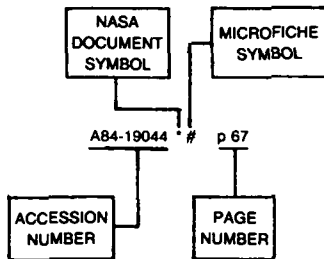 NASA
DOCUMENT
SYMBOL
MICROFICHE
SYMBOL
A84-19044 * # p 67
ACCESSION
NUMBER
PAGE
NUMBER